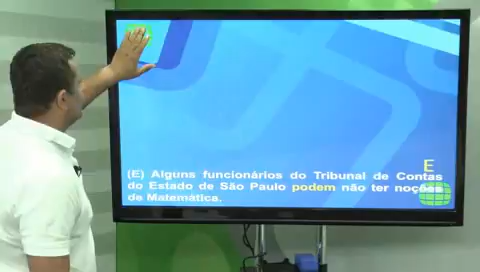 E
(E) Alguns funcionários do Tribunal de Contas
do Estado de São Paulo podem não ter noções
de Matemática.